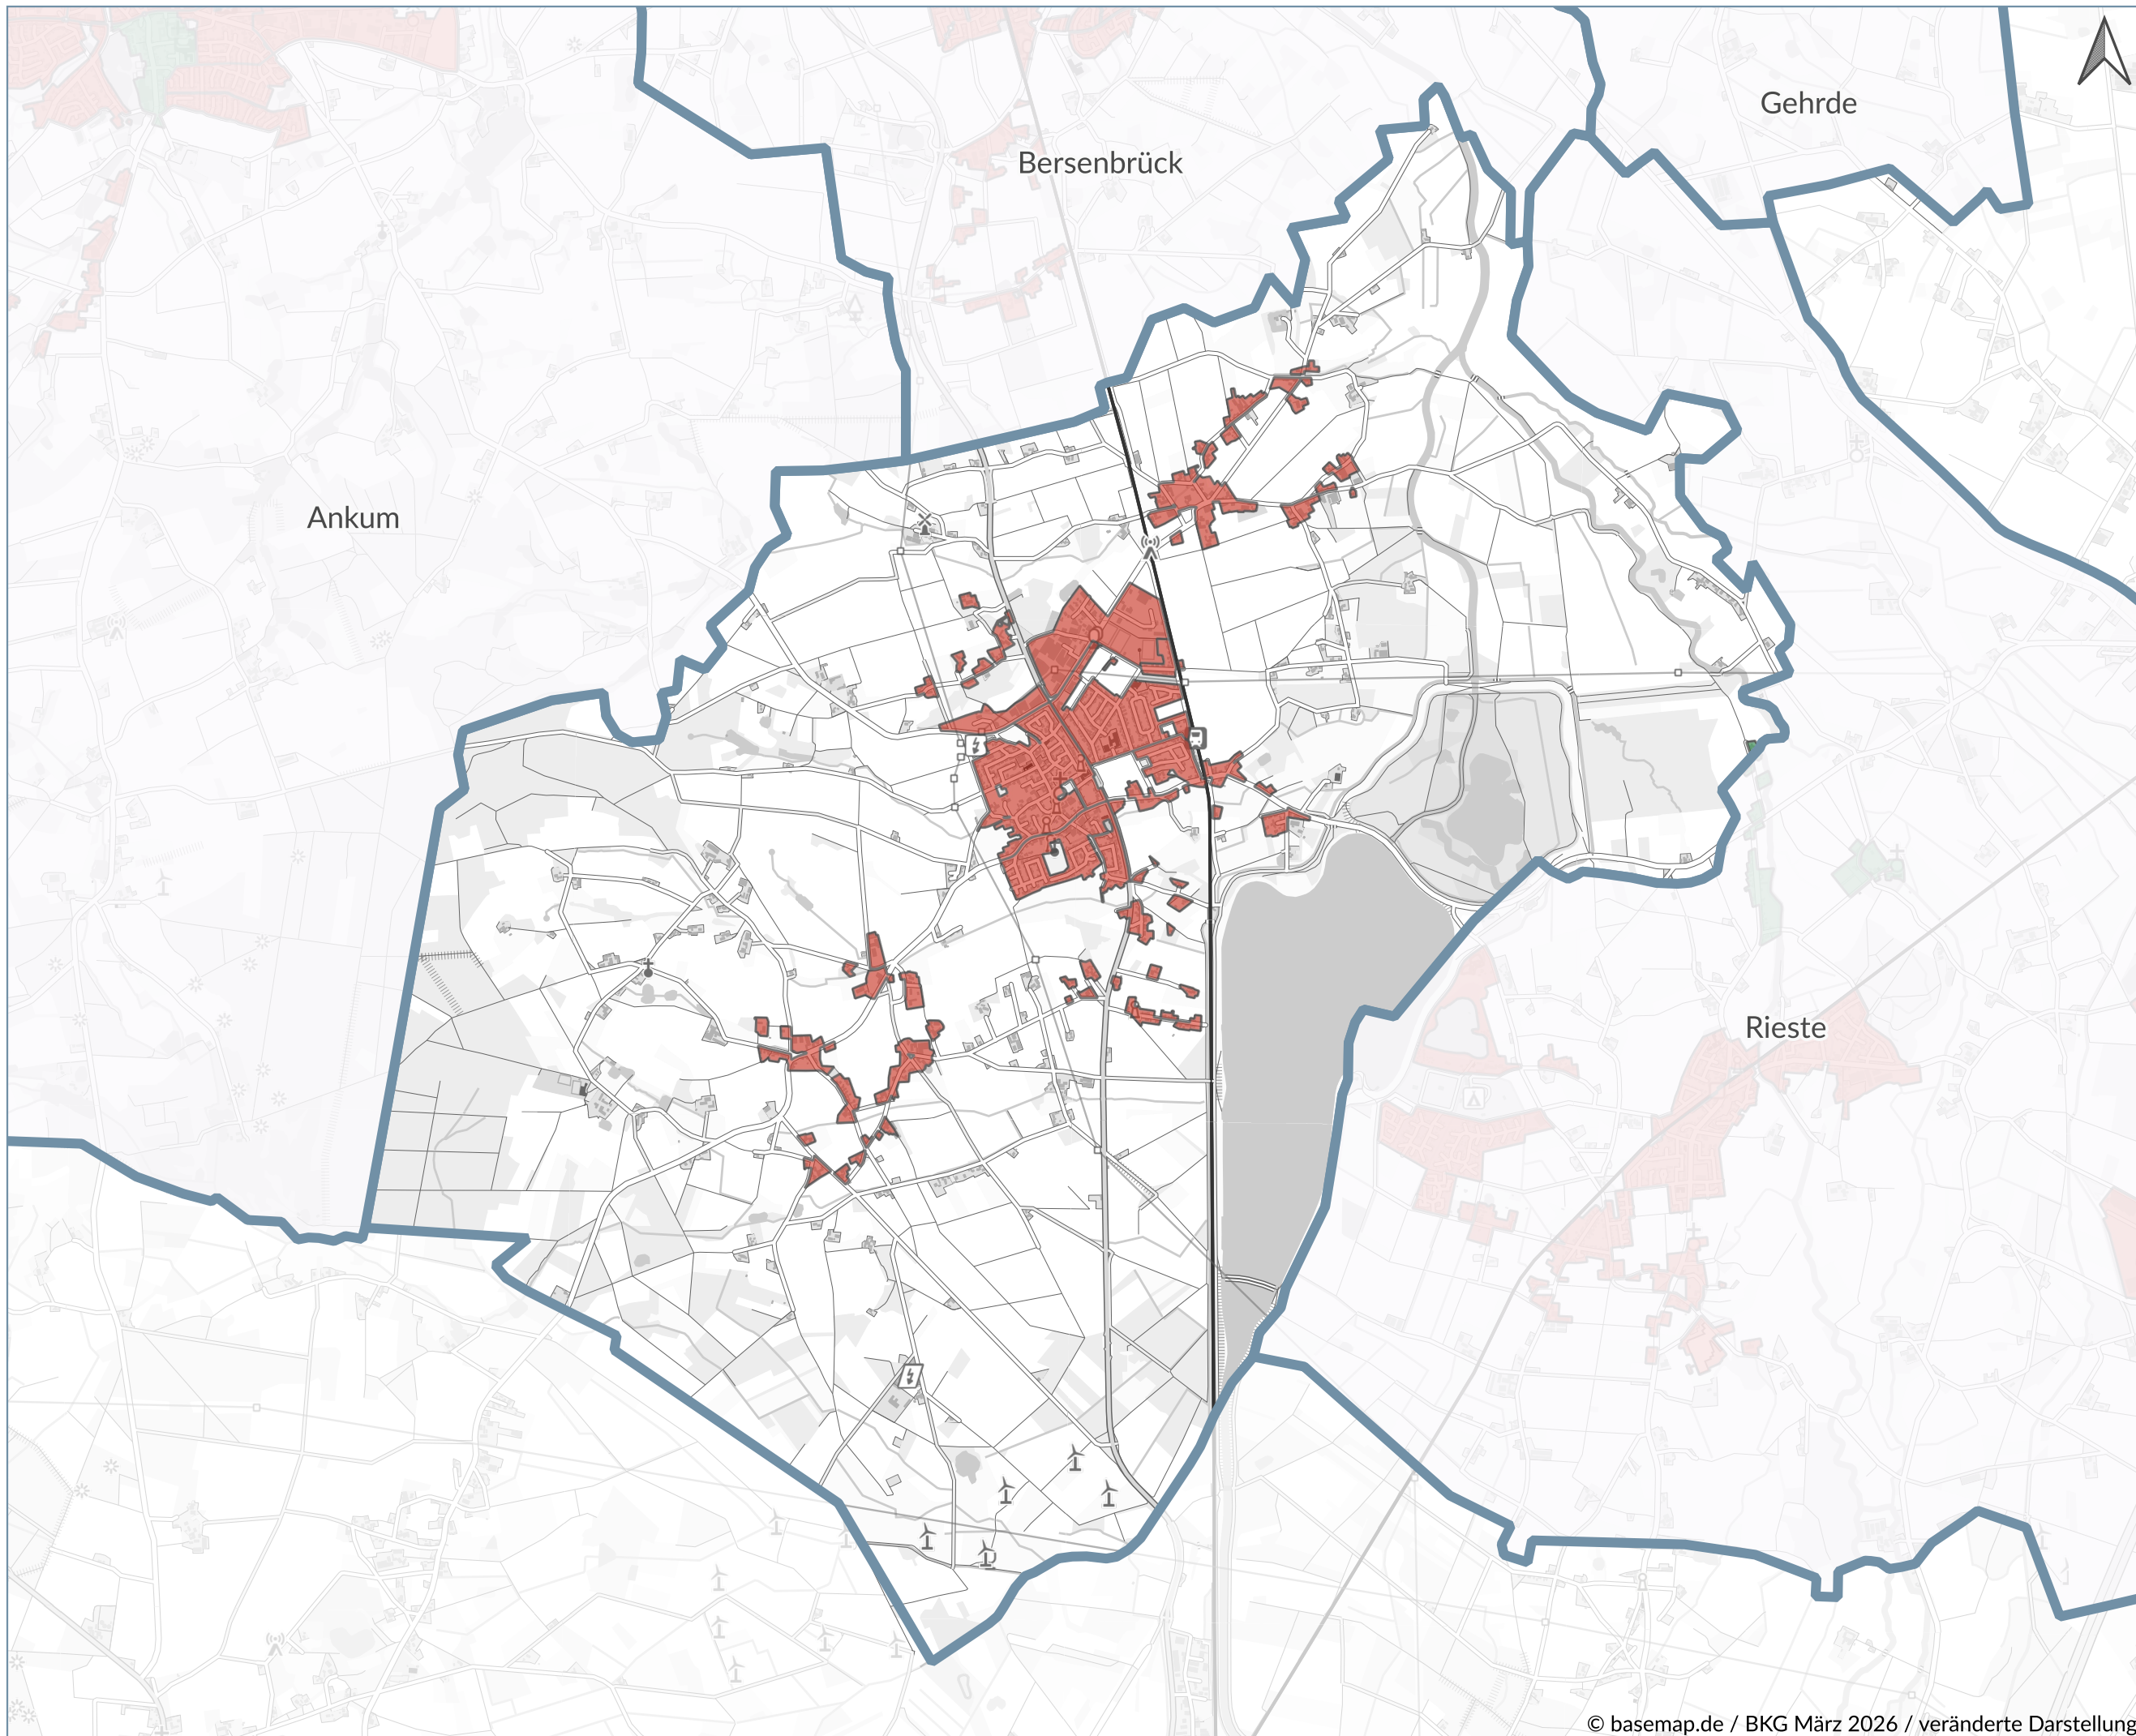 Gehrde
Bersenbrück
Ankum
Rieste
© basemap.de / BKG März 2026 / veränderte Darstellung